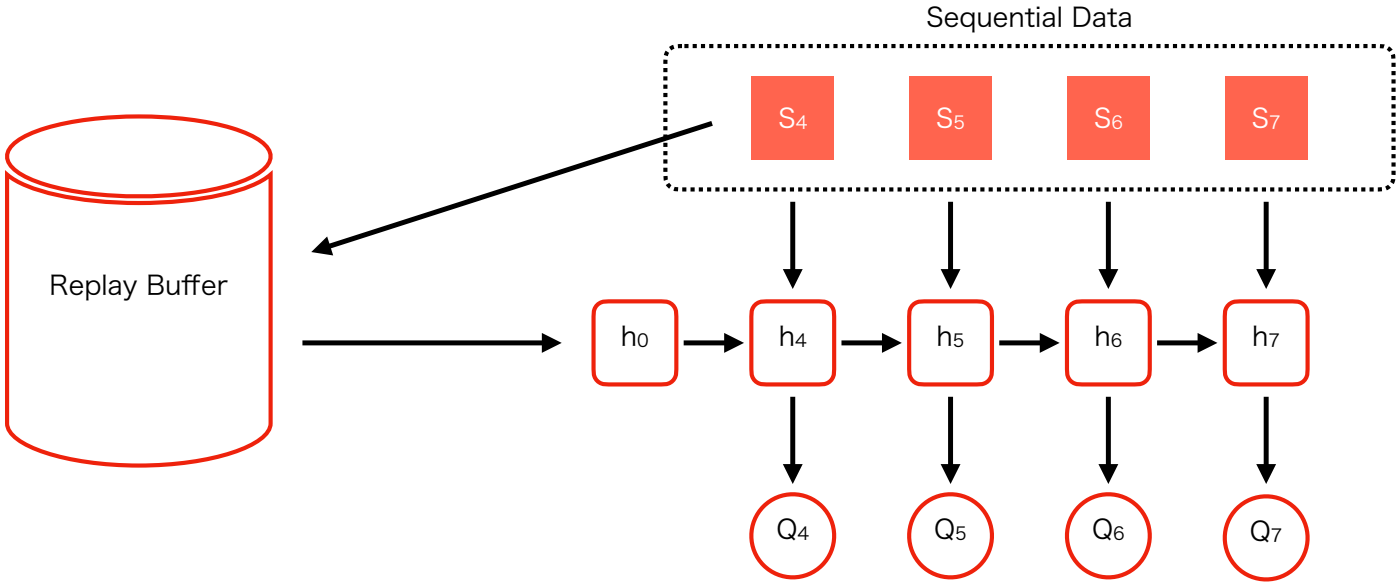 Sequential Data
S4
S5
S6
S7
Replay Buffer
h0
h4
h5
h6
h7
Q4
Q5
Q6
Q7